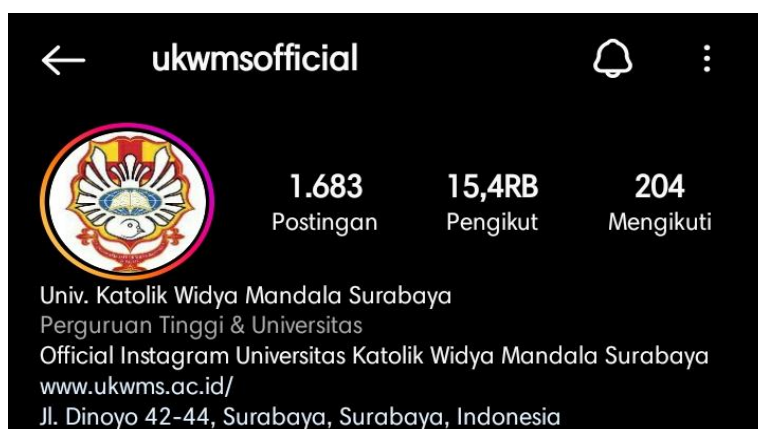 ukwmsofficial
1.683 15,4RB 204
Postingan Pengikut Mengikuti
Univ. Katolik Widya Mandala Surabaya
Perguruan Tinggi & Universitas
Official Instagram Universitas Katolik Widya Mandala Surabaya
www.ukwms.ac.id/
Jl. Dinoyo 42-44, Surabaya, Surabaya, Indonesia